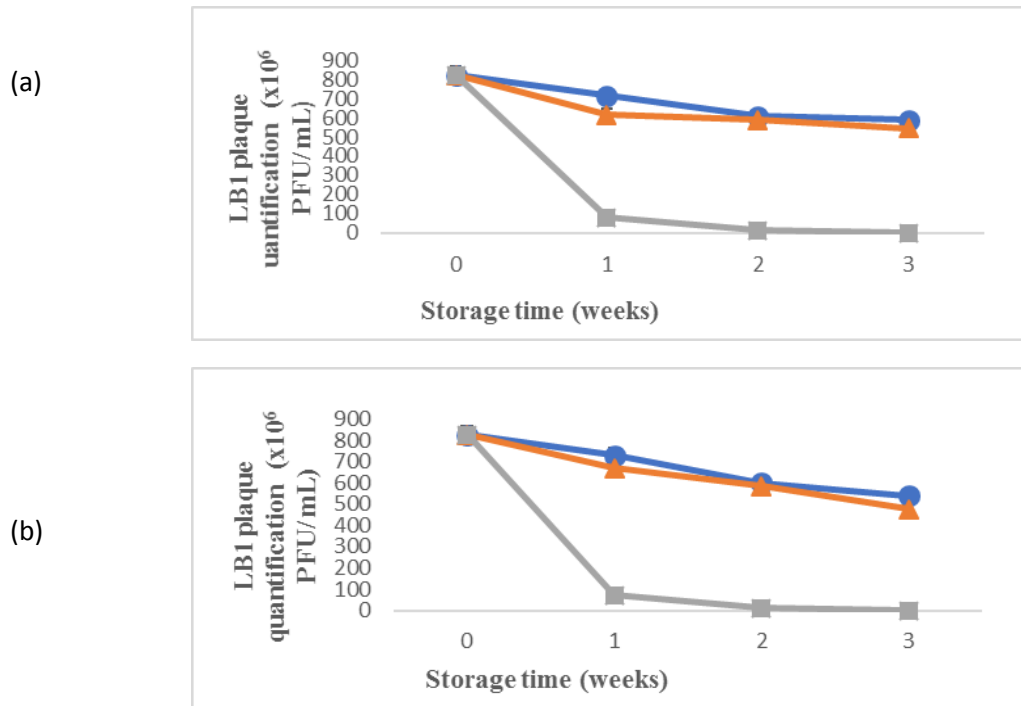 (a)
LB1 plaque
uantification (x10⁶
PFU/mL)
900
800
700
600
500
400
300
200
100
0
0 1 2 3
Storage time (weeks)
(b)
LB1 plaque
quantification (x10⁶
PFU/mL)
900
800
700
600
500
400
300
200
100
0
0 1 2 3
Storage time (weeks)